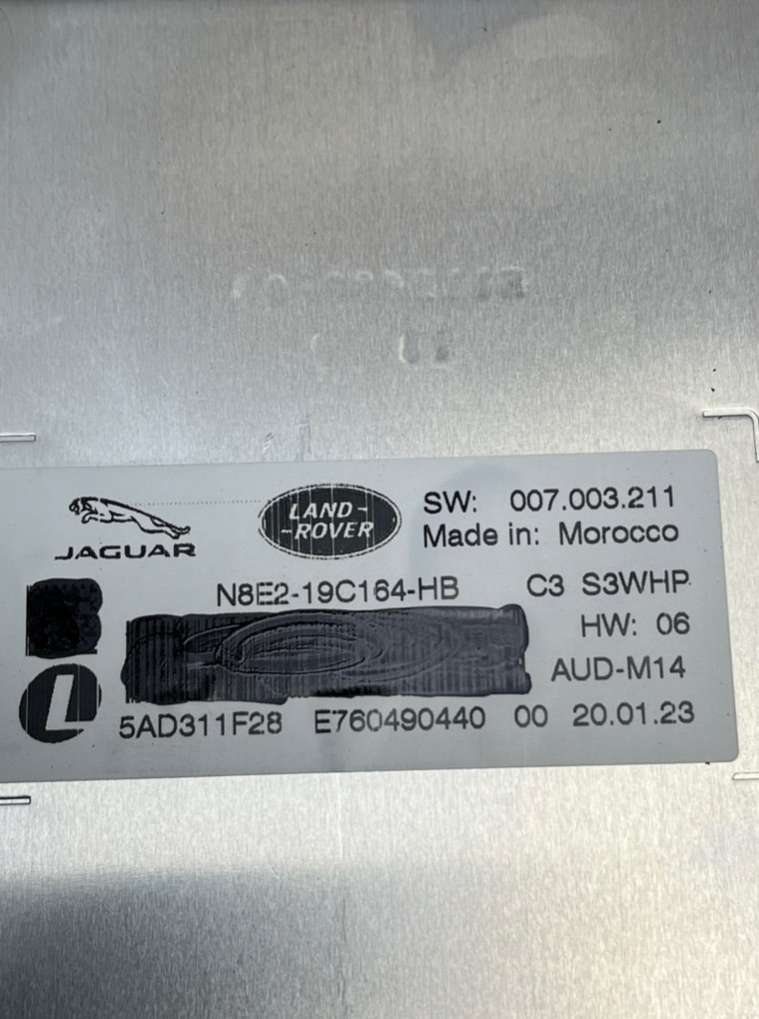 JAGUAR
LAND-
-ROVER
SW: 007.003.211
Made in: Morocco
N8E2-19C164-HB
C3 S3WHP
HW: 06
AUD-M14
L
5AD311F28 E760490440 00 20.01.23